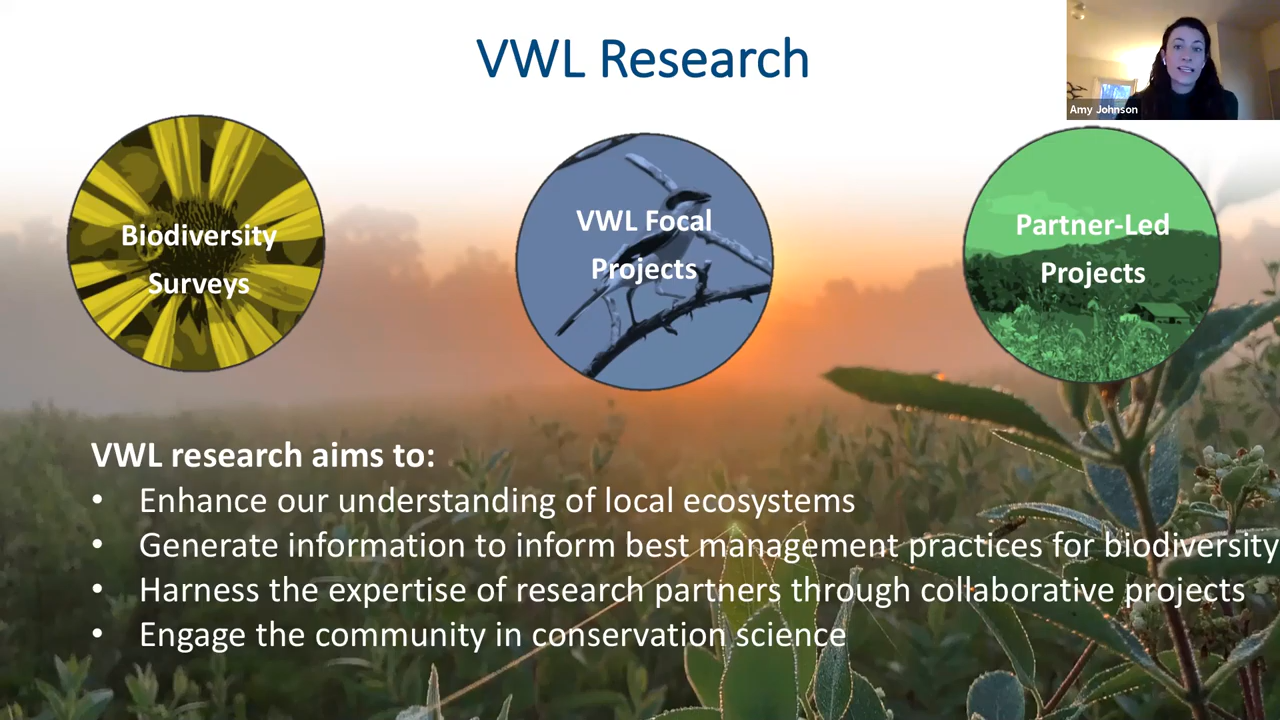 VWL Research
Amy Johnson
Biodiversity
Surveys
VWL Focal
Projects
Partner-Led
Projects
VWL research aims to:
• Enhance our understanding of local ecosystems
• Generate information to inform best management practices for biodiversity
• Harness the expertise of research partners through collaborative projects
• Engage the community in conservation science